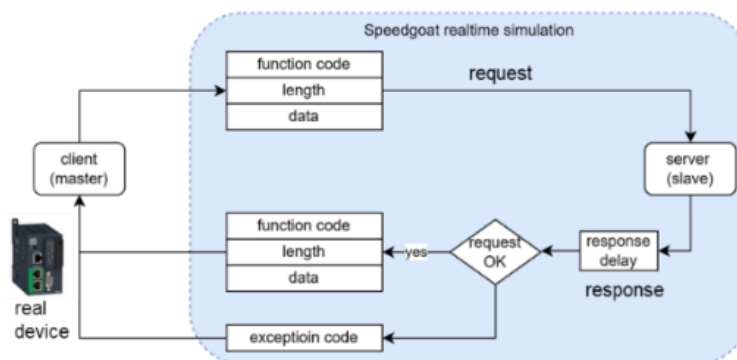 Speedgoat realtime simulation
function code
length
data
request
client
(master)
server
(slave)
function code
length
data
yes
request
OK
response
delay
response
real
device
exceptioin code